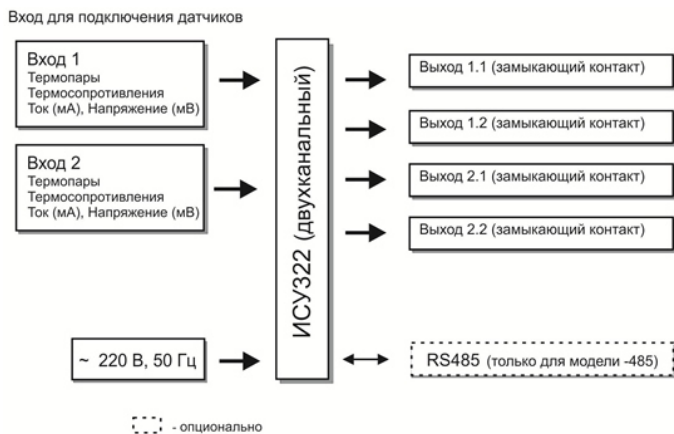 Вход для подключения датчиков
Вход 1
Термопары
Термосопротивления
Ток (мА), Напряжение (мВ)
Вход 2
Термопары
Термосопротивления
Ток (мА), Напряжение (мВ)
~ 220 В, 50 Гц
ИСУ322 (двухканальный)
Выход 1.1 (замыкающий контакт)
Выход 1.2 (замыкающий контакт)
Выход 2.1 (замыкающий контакт)
Выход 2.2 (замыкающий контакт)
RS485 (только для модели -485)
- опционально